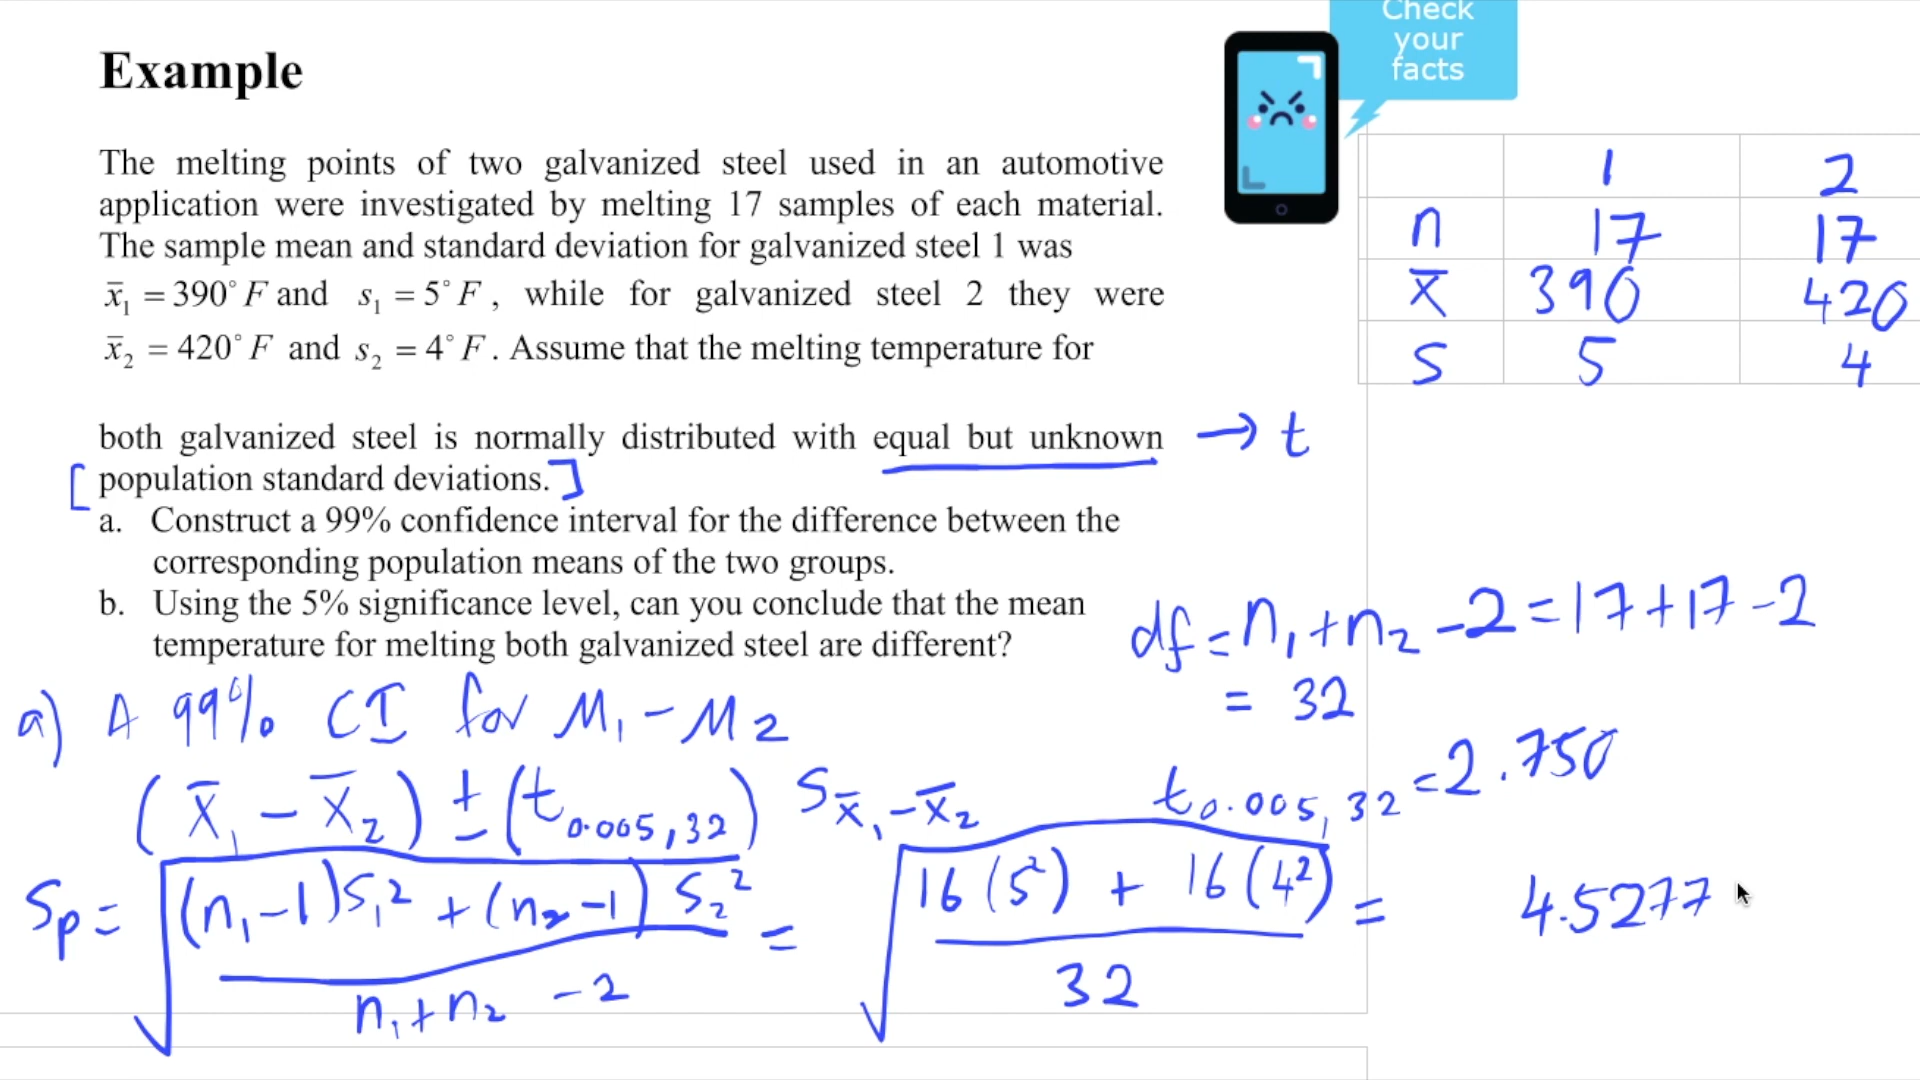 Check
your
facts
Example
The melting points of two galvanized steel used in an automotive
application were investigated by melting 17 samples of each material.
The sample mean and standard deviation for galvanized steel 1 was
x̄₁ = 390° F and s₁ = 5° F , while for galvanized steel 2 they were
x̄₂ = 420° F and s₂ = 4° F . Assume that the melting temperature for
both galvanized steel is normally distributed with equal but unknown → t
[ population standard deviations. ]
a. Construct a 99% confidence interval for the difference between the
corresponding population means of the two groups.
b. Using the 5% significance level, can you conclude that the mean
temperature for melting both galvanized steel are different?
1 2
n 17 17
x̄ 390 420
s 5 4
df = n₁ + n₂ - 2 = 17 + 17 - 2
= 32
t₀.₀₀₅,₃₂ = 2.750
a) A 99% CI for M₁ - M₂
(x̄₁ - x̄₂) ± (t₀.₀₀₅,₃₂) S x̄₁ - x̄₂
Sp = √((n₁-1)S₁² + (n₂-1)S₂² / n₁+n₂ -2) = √(16(5²) + 16(4²) / 32) = 4.5277